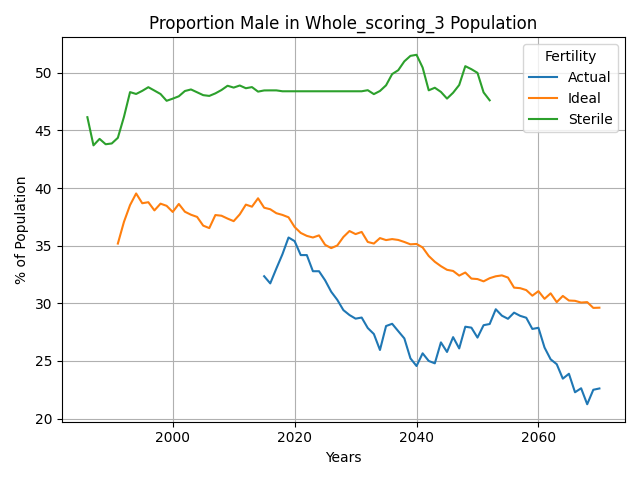 Proportion Male in Whole_scoring_3 Population
Fertility
Actual
Ideal
Sterile
% of Population
50
45
40
35
30
25
20
2000
2020
2040
2060
Years